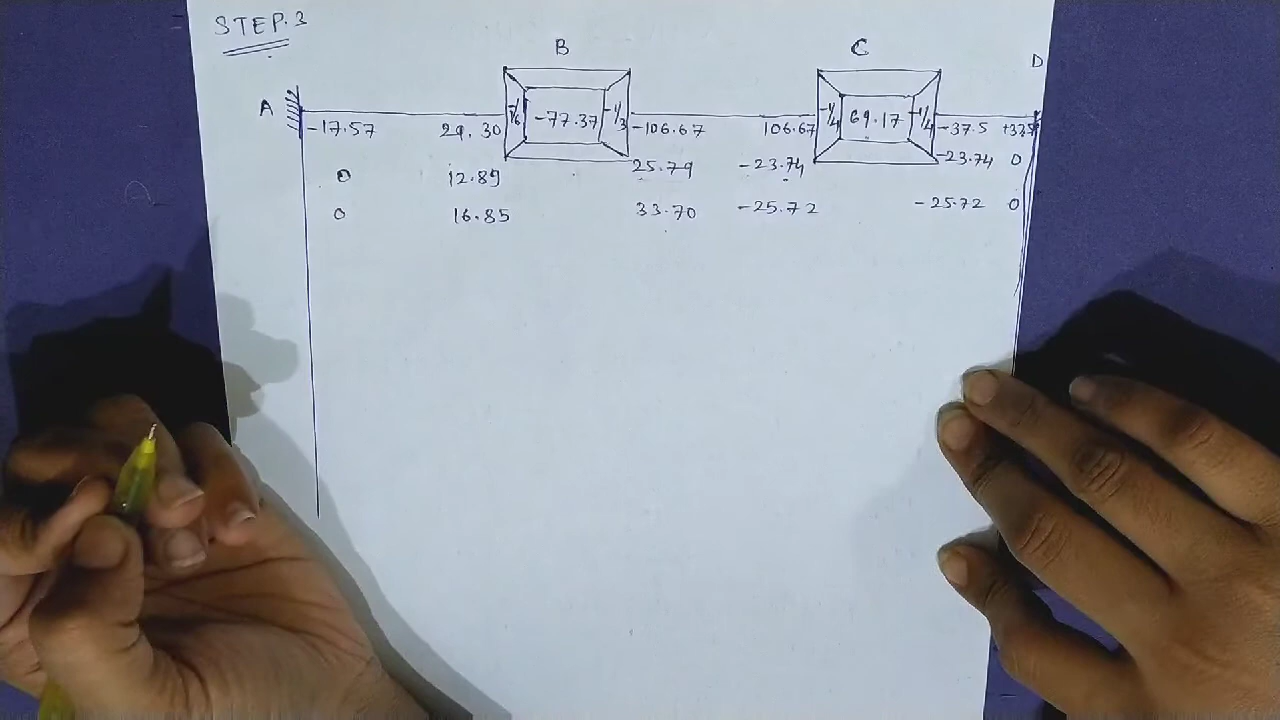 STEP.3
B C D
A
-17.57 29.30 -1/6 -77.37 -1/3 -106.67 106.67 -1/4 69.17 -1/4 -37.5
0 12.89 25.79 -23.74 -23.74 0
0 16.85 33.70 -25.72 -25.72 0